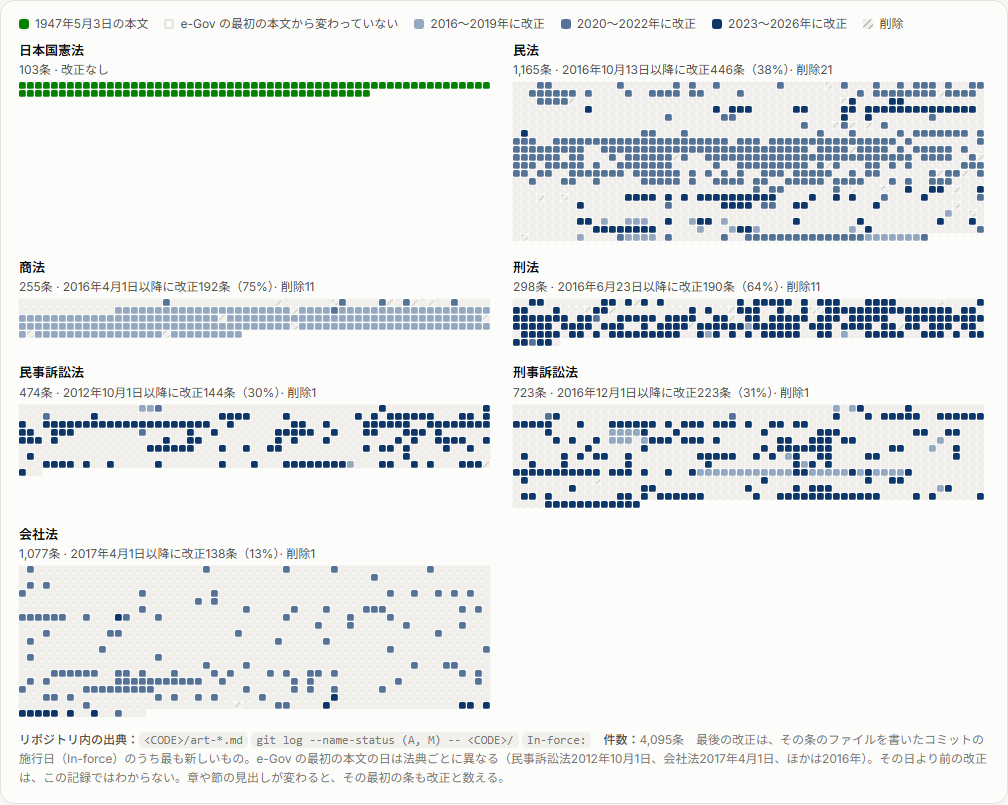 1947年5月3日の本文 e-Gov の最初の本文から変わっていない 2016〜2019年に改正 2020〜2022年に改正 2023〜2026年に改正 削除
日本国憲法
103条 · 改正なし
民法
1,165条 · 2016年10月13日以降に改正446条（38%）· 削除21
商法
255条 · 2016年4月1日以降に改正192条（75%）· 削除11
刑法
298条 · 2016年6月23日以降に改正190条（64%）· 削除11
民事訴訟法
474条 · 2012年10月1日以降に改正144条（30%）· 削除1
刑事訴訟法
723条 · 2016年12月1日以降に改正223条（31%）· 削除1
会社法
1,077条 · 2017年4月1日以降に改正138条（13%）· 削除1
リポジトリ内の出典： <CODE>/art-*.md git log --name-status (A, M) -- <CODE>/ In-force: 件数：4,095条 最後の改正は、その条のファイルを書いたコミットの
施行日（In-force）のうち最も新しいもの。e-Gov の最初の本文の日は法典ごとに異なる（民事訴訟法2012年10月1日、会社法2017年4月1日、ほかは2016年）。その日より前の改正
は、この記録ではわからない。章や節の見出しが変わると、その最初の条も改正と数える。